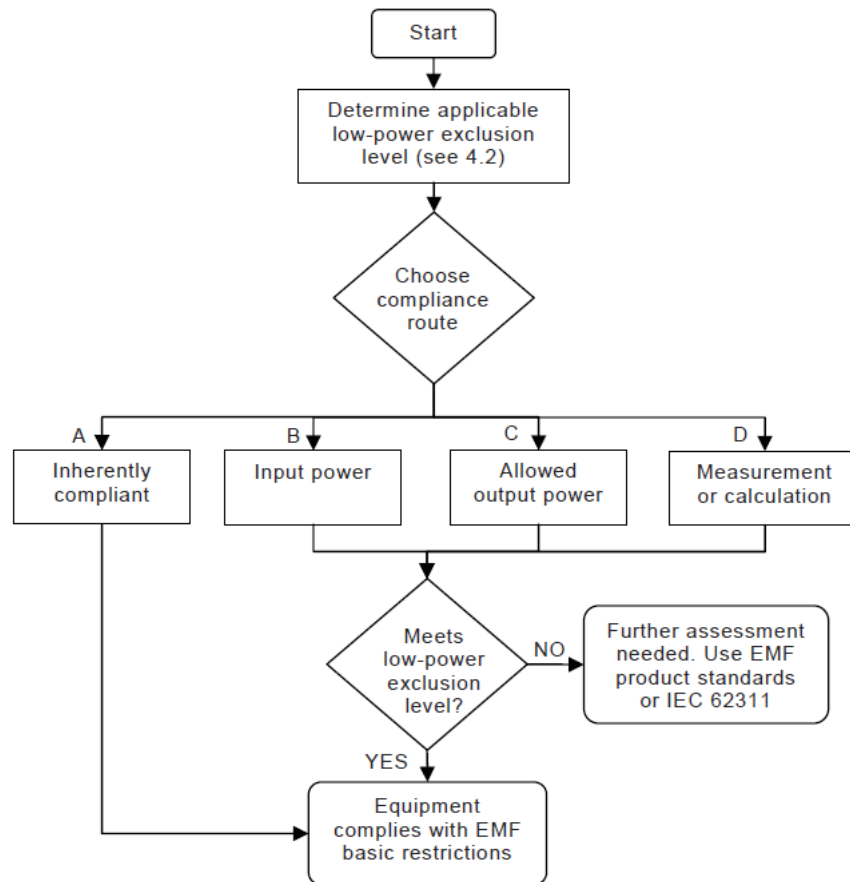 Start
Determine applicable
low-power exclusion
level (see 4.2)
Choose
compliance
route
A
B
C
D
Inherently
compliant
Input power
Allowed
output power
Measurement
or calculation
Meets
low-power
exclusion
level?
NO
Further assessment
needed. Use EMF
product standards
or IEC 62311
YES
Equipment
complies with EMF
basic restrictions